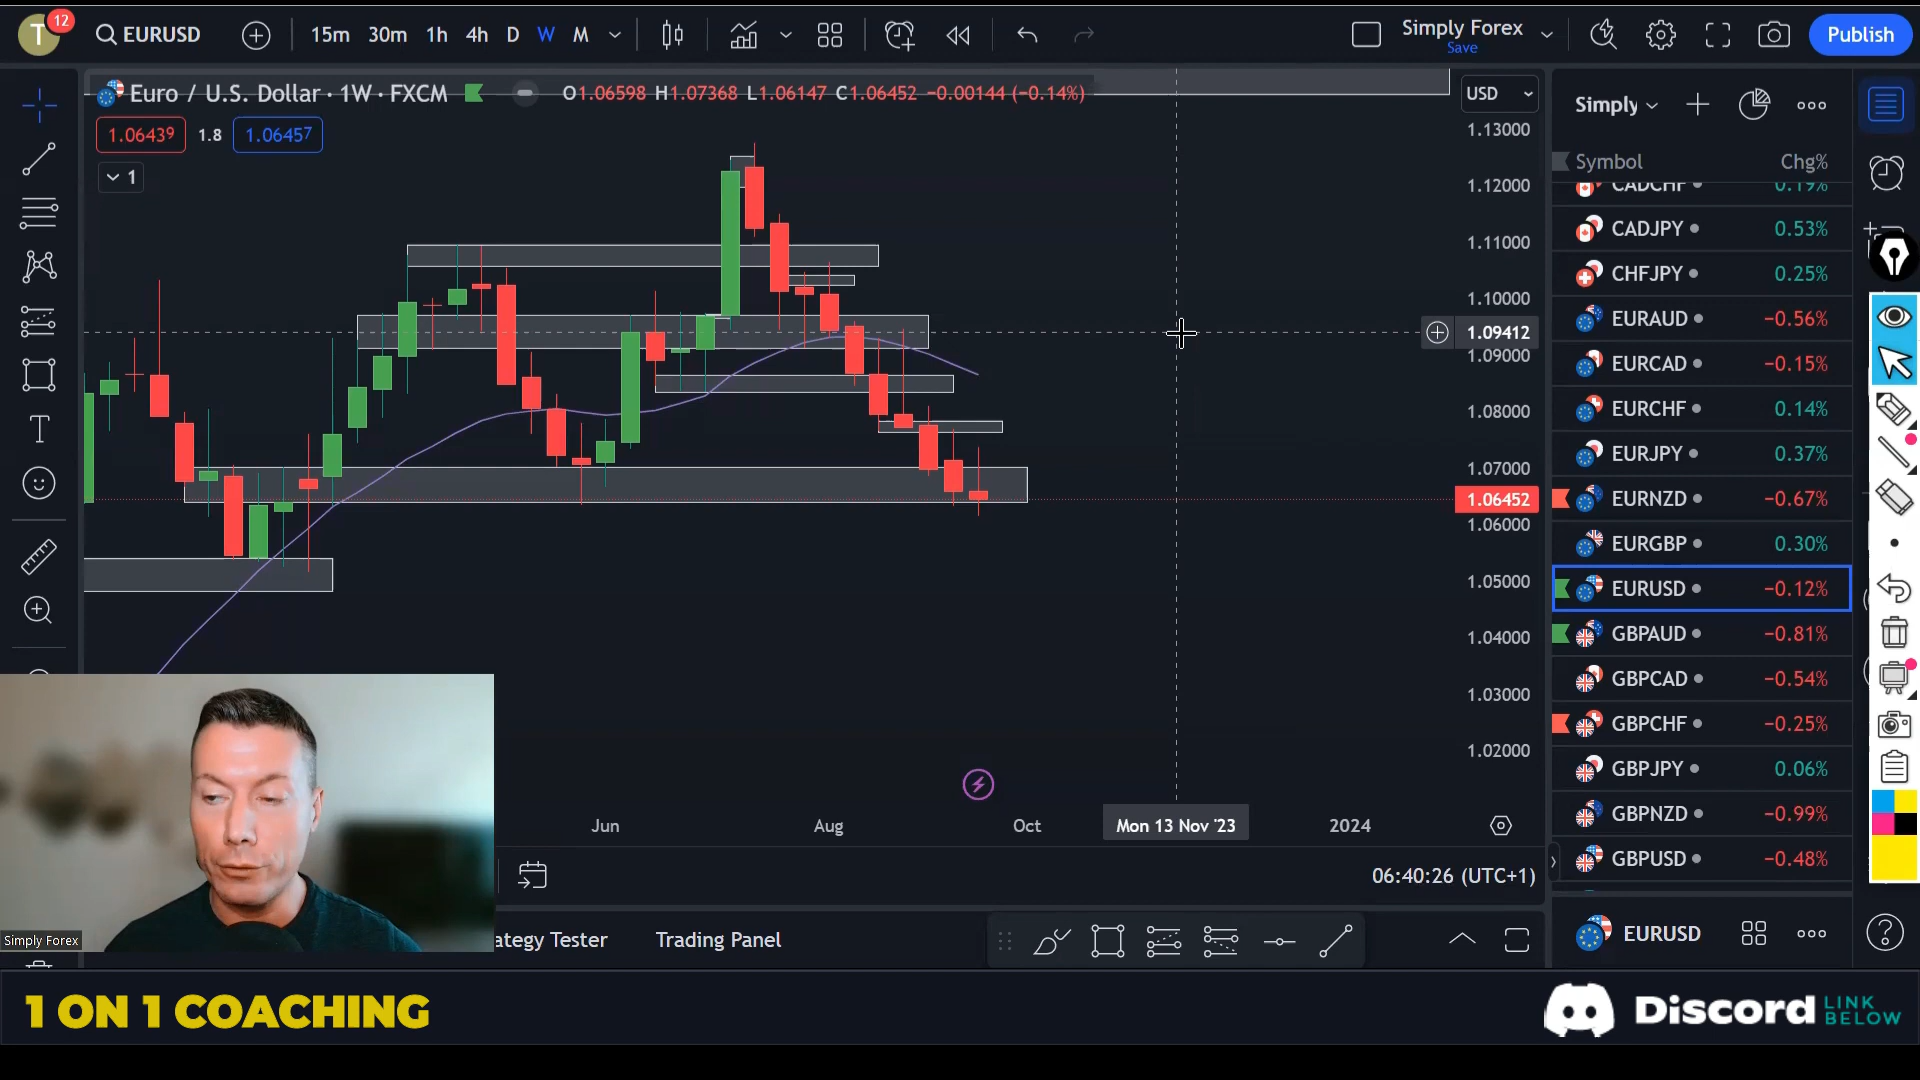 T
12
EURUSD
15m
30m
1h
4h
D
W
M
Simply Forex
Save
Publish
Euro / U.S. Dollar · 1W · FXCM
O1.06598 H1.07368 L1.06147 C1.06452 −0.00144 (−0.14%)
1.06439
1.8
1.06457
1
USD
1.13000
1.12000
1.11000
1.10000
1.09412
1.09000
1.08000
1.07000
1.06452
1.06000
1.05000
1.04000
1.03000
1.02000
Simply
Symbol
Chg%
CADCHF
0.19%
CADJPY
0.53%
CHFJPY
0.25%
EURAUD
−0.56%
EURCAD
−0.15%
EURCHF
0.14%
EURJPY
0.37%
EURNZD
−0.67%
EURGBP
0.30%
EURUSD
−0.12%
GBPAUD
−0.81%
GBPCAD
−0.54%
GBPCHF
−0.25%
GBPJPY
0.06%
GBPNZD
−0.99%
GBPUSD
−0.48%
Jun
Aug
Oct
Mon 13 Nov '23
2024
06:40:26 (UTC+1)
ategy Tester
Trading Panel
EURUSD
Simply Forex
1 ON 1 COACHING
Discord
LINK
BELOW